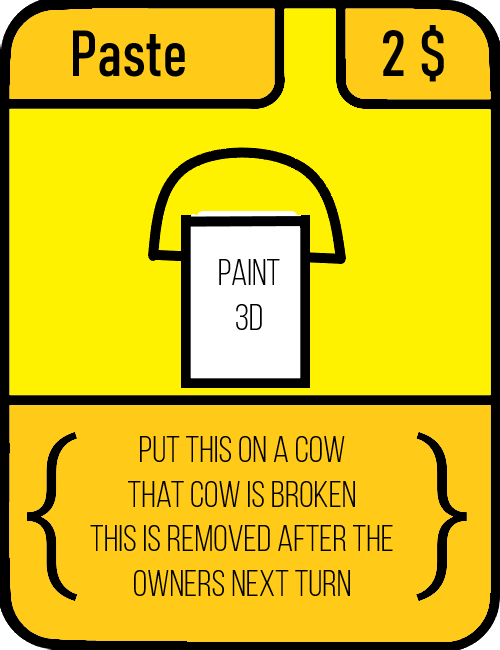 Paste
2 $
PAINT
3D
PUT THIS ON A COW
THAT COW IS BROKEN
THIS IS REMOVED AFTER THE
OWNERS NEXT TURN